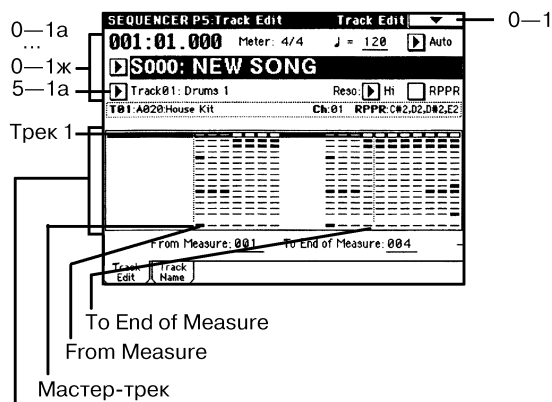 SEQUENCER P5:Track Edit Track Edit
0—1
0—1а
...
001:01.000 Meter: 4/4 ♩ = 120 Auto
0—1ж
S000: NEW SONG
5—1а
Track01: Drums 1 Reso: Hi RPPR
T01:A020:House Kit Ch:01 RPPR:C#2,D2,D#2,E2
Трек 1
From Measure: 001 To End of Measure: 004
Track Edit Track Name
To End of Measure
From Measure
Мастер-трек